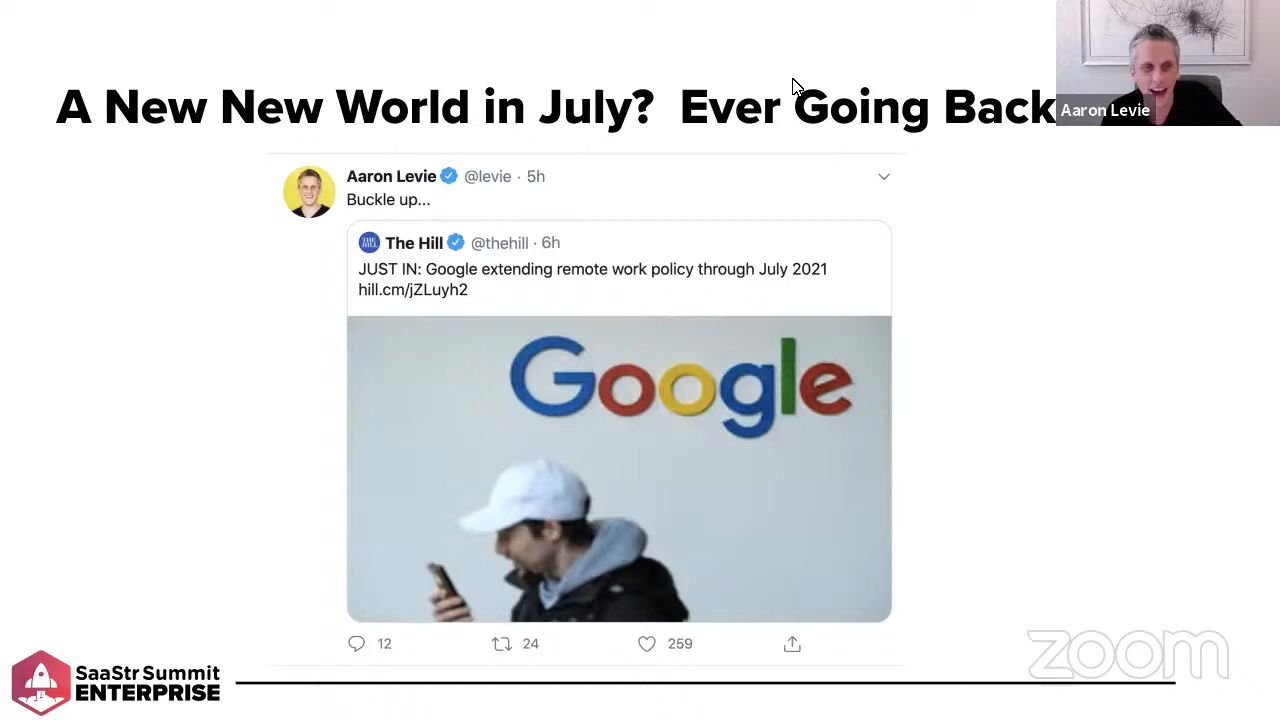 A New New World in July? Ever Going Back
Aaron Levie
Aaron Levie @levie · 5h
Buckle up...
THE HILL
The Hill @thehill · 6h
JUST IN: Google extending remote work policy through July 2021
hill.cm/jZLuyh2
Google
12 24 259
SaaStr Summit
ENTERPRISE
zoom